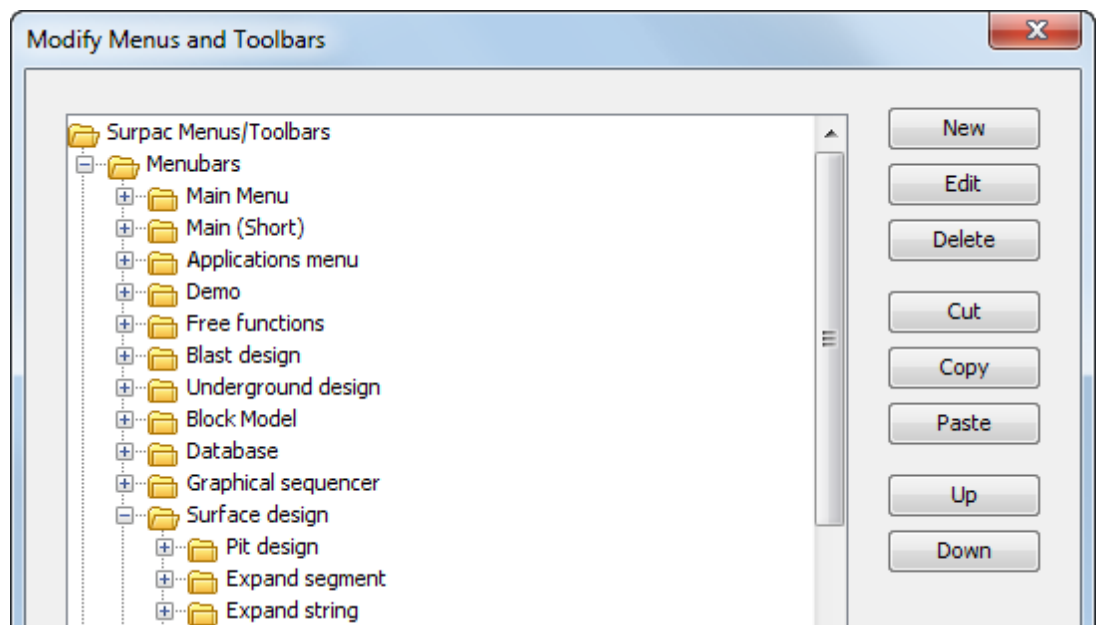 Modify Menus and Toolbars
Surpac Menus/Toolbars
Menubars
Main Menu
Main (Short)
Applications menu
Demo
Free functions
Blast design
Underground design
Block Model
Database
Graphical sequencer
Surface design
Pit design
Expand segment
Expand string
New
Edit
Delete
Cut
Copy
Paste
Up
Down